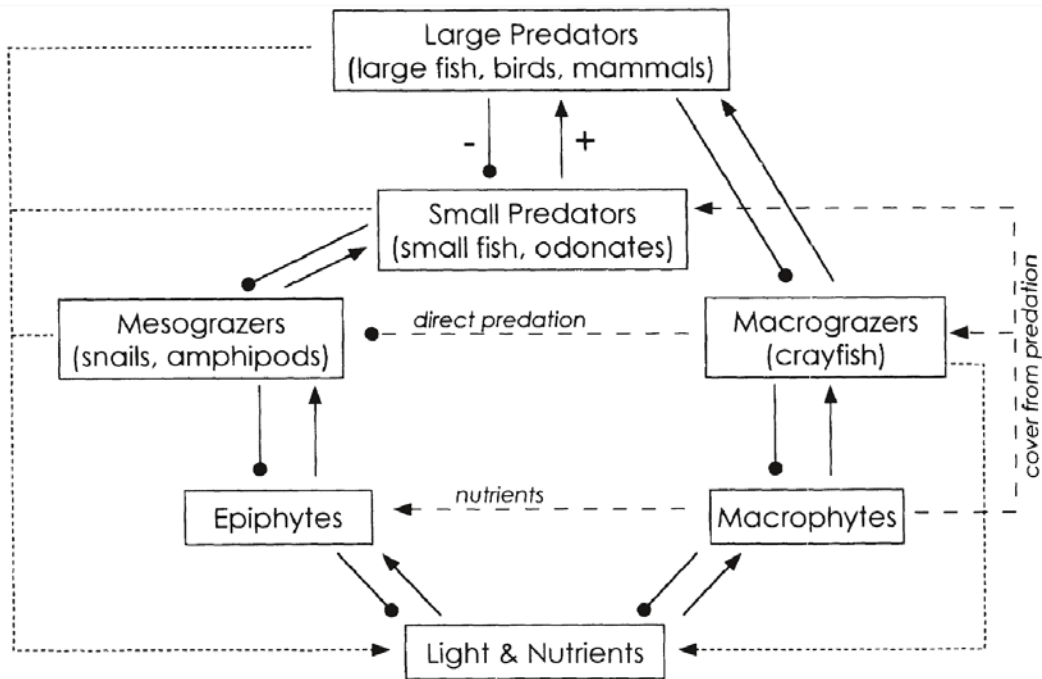 Large Predators
(large fish, birds, mammals)
-
+
Small Predators
(small fish, odonates)
Mesograzers
(snails, amphipods)
direct predation
Macrograzers
(crayfish)
cover from predation
Epiphytes
nutrients
Macrophytes
Light & Nutrients